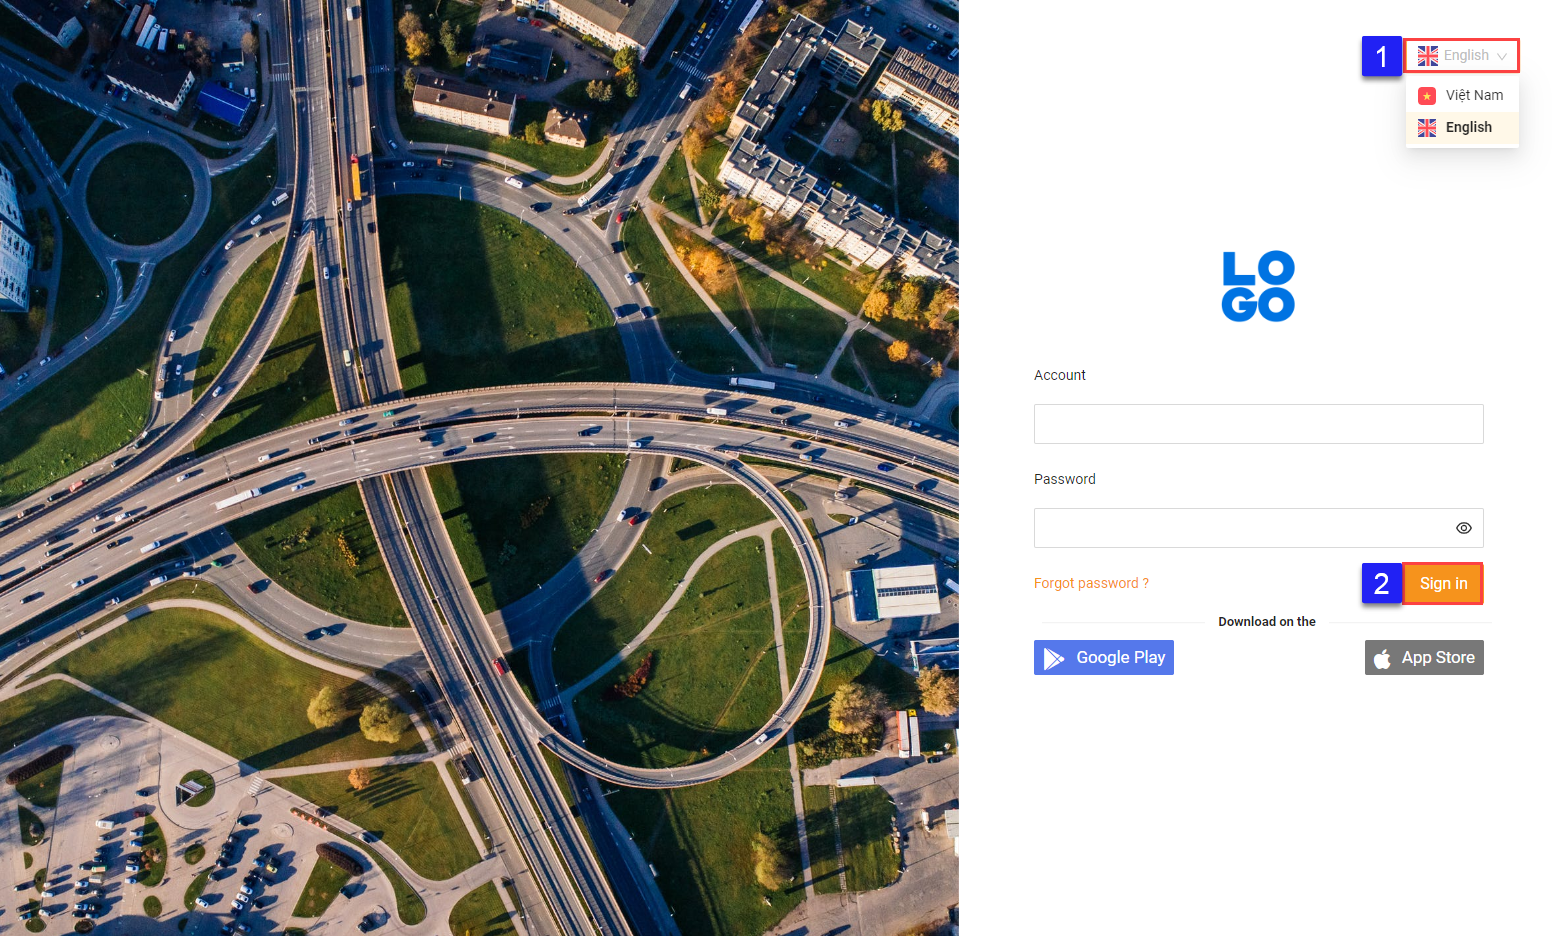 1
English
Việt Nam
English
LO
GO
Account
Password
Forgot password ?
2
Sign in
Download on the
Google Play
App Store